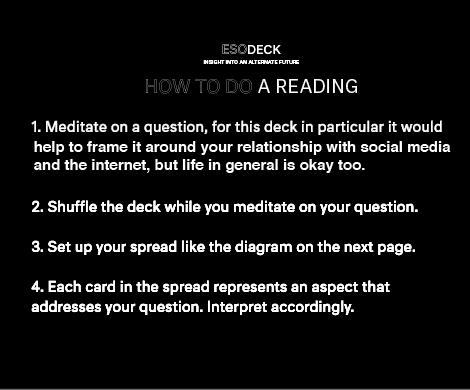 ESODECK
INSIGHT INTO AN ALTERNATE FUTURE
HOW TO DO A READING
1. Meditate on a question, for this deck in particular it would
help to frame it around your relationship with social media
and the internet, but life in general is okay too.
2. Shuffle the deck while you meditate on your question.
3. Set up your spread like the diagram on the next page.
4. Each card in the spread represents an aspect that
addresses your question. Interpret accordingly.